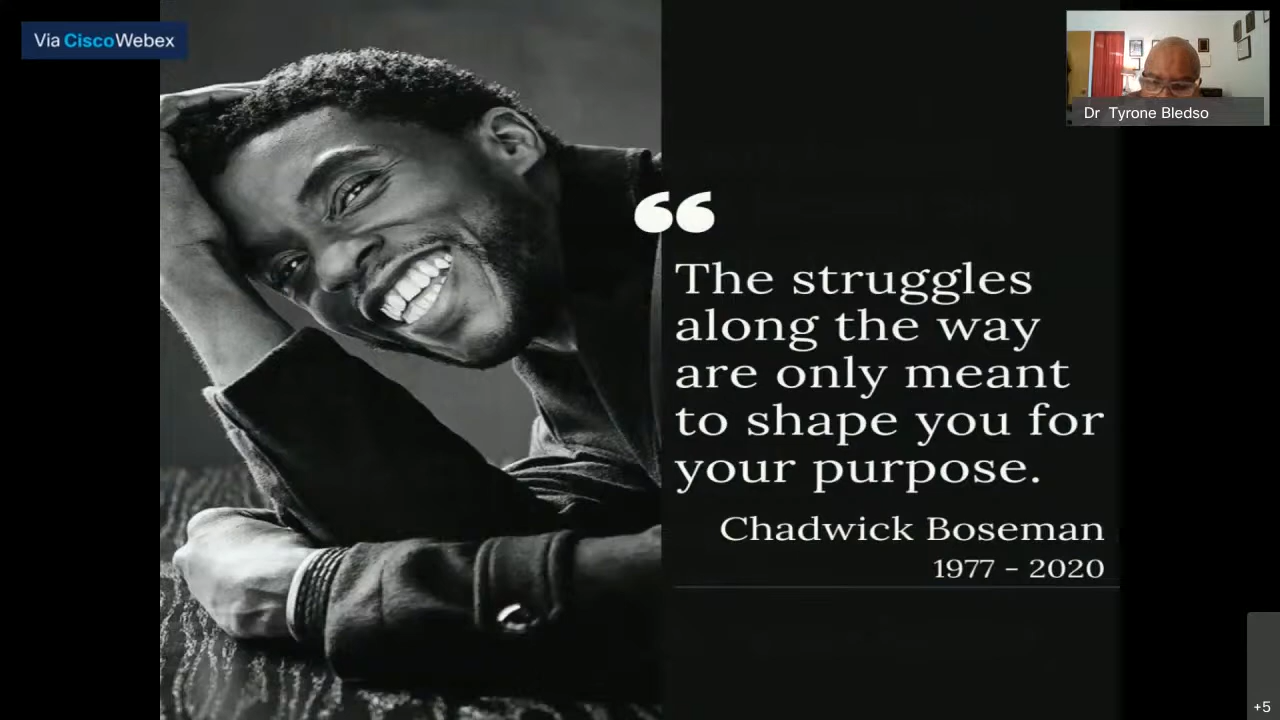 Via CiscoWebex
Dr Tyrone Bledso
“
The struggles
along the way
are only meant
to shape you for
your purpose.
Chadwick Boseman
1977 – 2020
+5